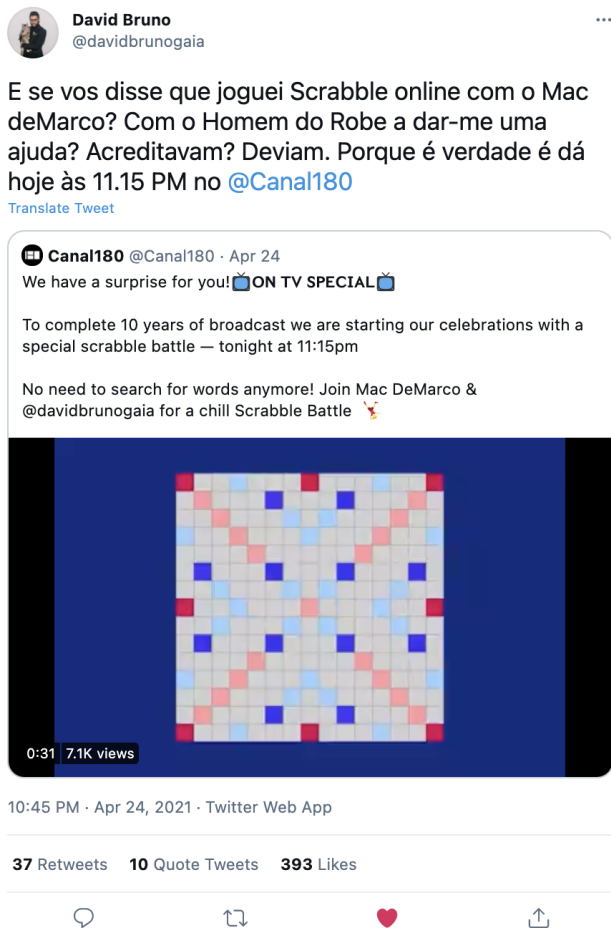 David Bruno
@davidbrunogaia
E se vos disse que joguei Scrabble online com o Mac
deMarco? Com o Homem do Robe a dar-me uma
ajuda? Acreditavam? Deviam. Porque é verdade é dá
hoje às 11.15 PM no @Canal180
Translate Tweet
Canal180 @Canal180 · Apr 24
We have a surprise for you!📺ON TV SPECIAL📺
To complete 10 years of broadcast we are starting our celebrations with a
special scrabble battle — tonight at 11:15pm
No need to search for words anymore! Join Mac DeMarco &
@davidbrunogaia for a chill Scrabble Battle 🤾
0:31 7.1K views
10:45 PM · Apr 24, 2021 · Twitter Web App
37 Retweets 10 Quote Tweets 393 Likes